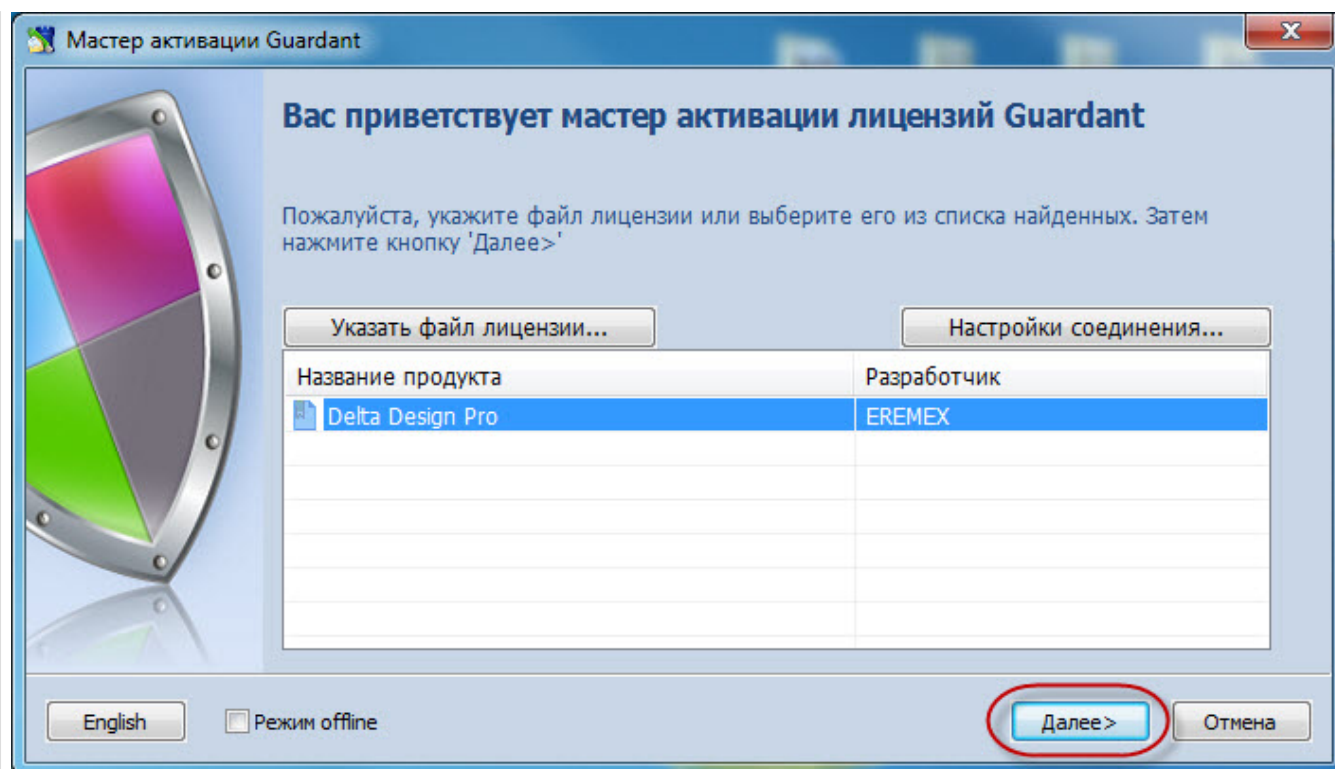 Мастер активации Guardant
Вас приветствует мастер активации лицензий Guardant
Пожалуйста, укажите файл лицензии или выберите его из списка найденных. Затем
нажмите кнопку 'Далее>'
Указать файл лицензии... Настройки соединения...
Название продукта Разработчик
Delta Design Pro EREMEX
English Режим offline Далее> Отмена